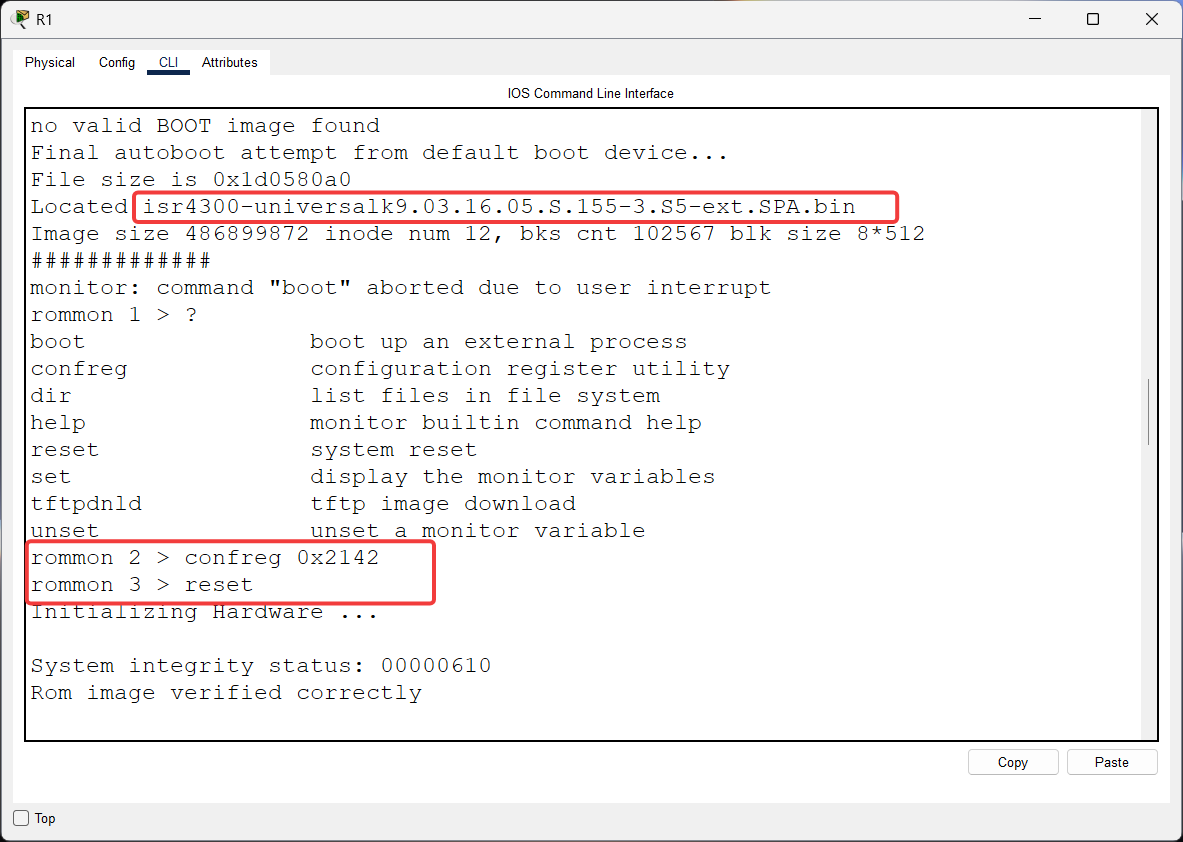 R1
Physical Config CLI Attributes
IOS Command Line Interface
no valid BOOT image found
Final autoboot attempt from default boot device...
File size is 0x1d0580a0
Located isr4300-universalk9.03.16.05.S.155-3.S5-ext.SPA.bin
Image size 486899872 inode num 12, bks cnt 102567 blk size 8*512
#############
monitor: command "boot" aborted due to user interrupt
rommon 1 > ?
boot boot up an external process
confreg configuration register utility
dir list files in file system
help monitor builtin command help
reset system reset
set display the monitor variables
tftpdnld tftp image download
unset unset a monitor variable
rommon 2 > confreg 0x2142
rommon 3 > reset
Initializing Hardware ...
System integrity status: 00000610
Rom image verified correctly
Copy Paste
Top